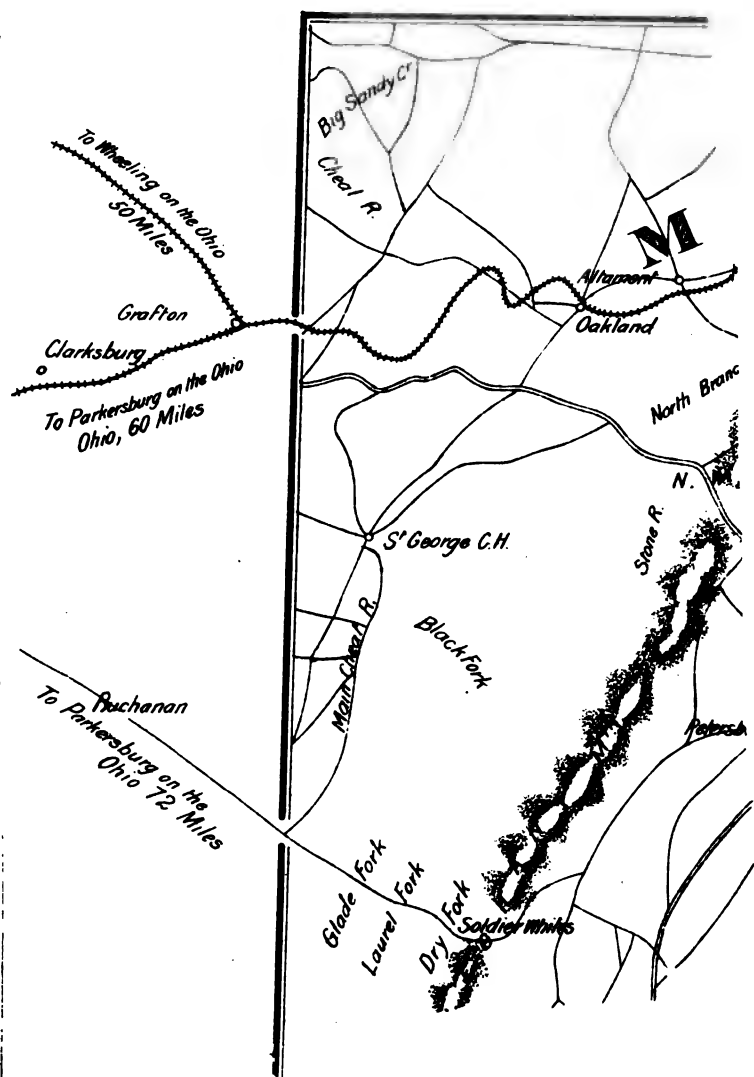 Big Sandy Cr
To Wheeling on the Ohio
50 Miles
Cheat R.
M
Altamont
Grafton
Oakland
Clarksburg
To Parkersburg on the Ohio
Ohio, 60 Miles
North Branc
N.
Sᵗ George C.H.
Stone R.
Main Cheat R.
Black Fork
Buchanan
Petersb
To Parkersburg on the
Ohio 72 Miles
Glade Fork
Laurel Fork
Dry Fork
Soldier Whites